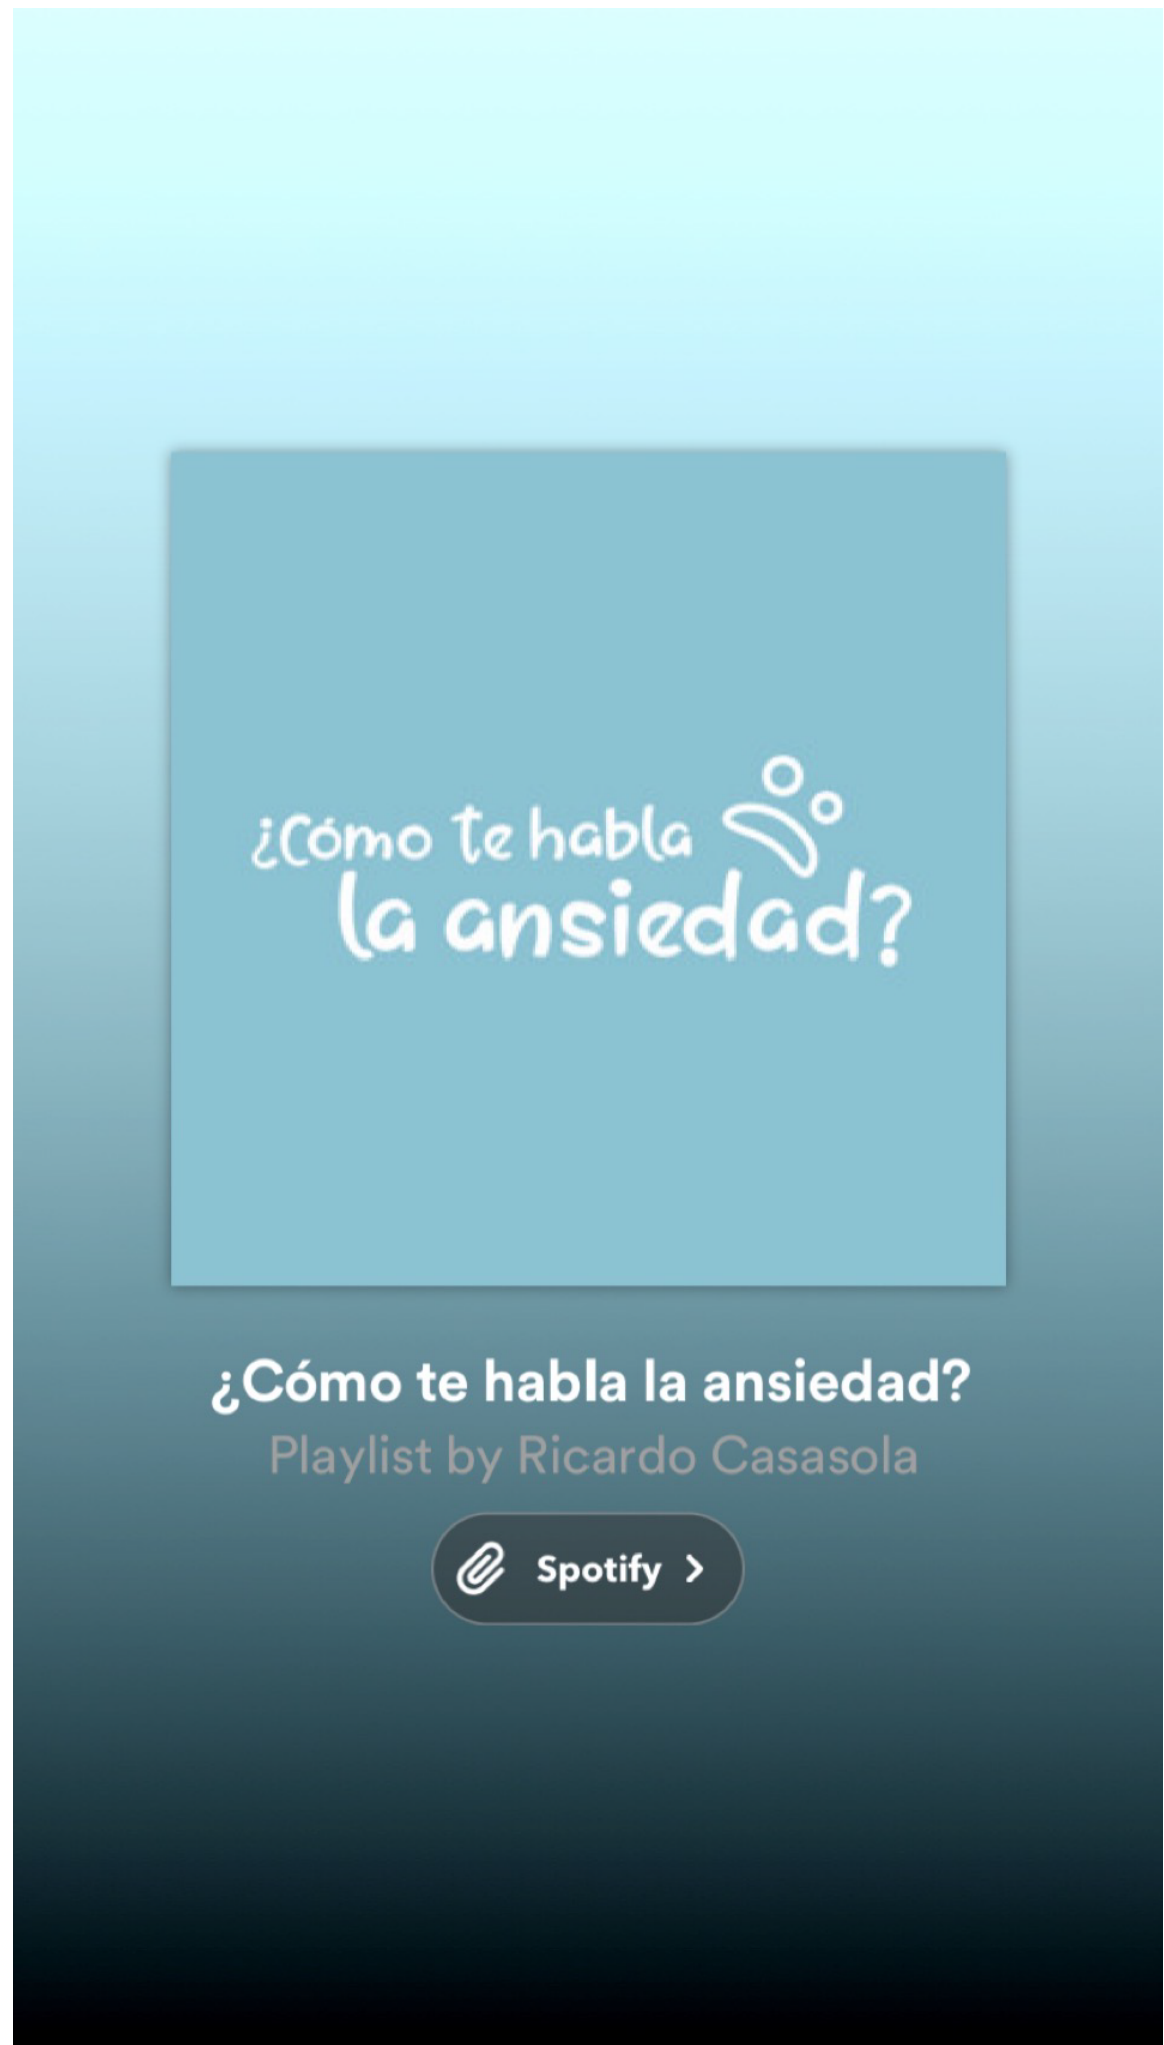 ¿Cómo te habla
la ansiedad?
¿Cómo te habla la ansiedad?
Playlist by Ricardo Casasola
Spotify